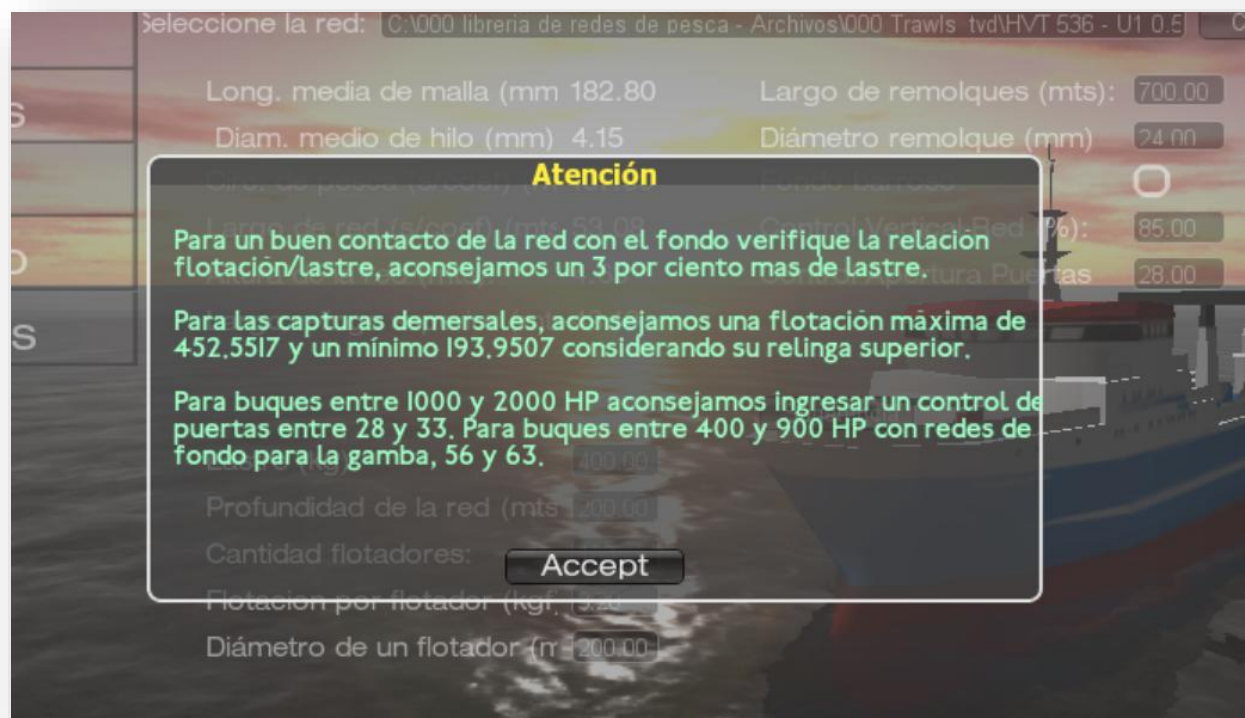 Seleccione la red: C:\000 libreria de redes de pesca - Archivos\000 Trawls tvd\HVT 536 - U1 0.5
Long. media de malla (mm 182.80 Largo de remolques (mts): 700.00
Diam. medio de hilo (mm) 4.15 Diámetro remolque (mm) 24.00
Atención
Para un buen contacto de la red con el fondo verifique la relación
flotación/lastre, aconsejamos un 3 por ciento mas de lastre.
85.00
28.00
Para las capturas demersales, aconsejamos una flotación máxima de
452.5517 y un mínimo 193.9507 considerando su relinga superior.
Para buques entre 1000 y 2000 HP aconsejamos ingresar un control de
puertas entre 28 y 33. Para buques entre 400 y 900 HP con redes de
fondo para la gamba, 56 y 63.
400.00
Profundidad de la red (mts 200.00
Cantidad flotadores:
Accept
Flotacion por flotador (kgf)
Diámetro de un flotador (m 200.00